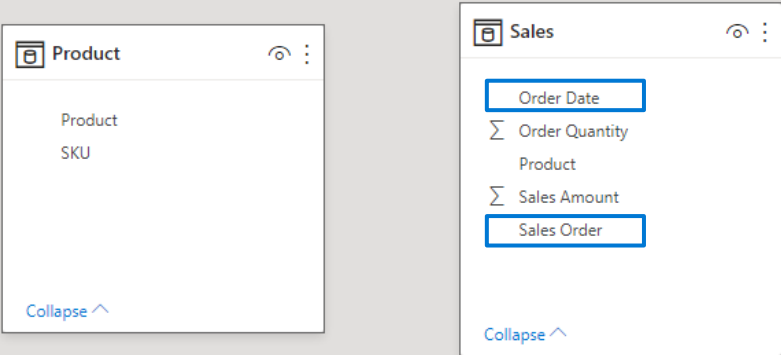 Product
Product
SKU
Collapse
Sales
Order Date
Σ Order Quantity
Product
Σ Sales Amount
Sales Order
Collapse